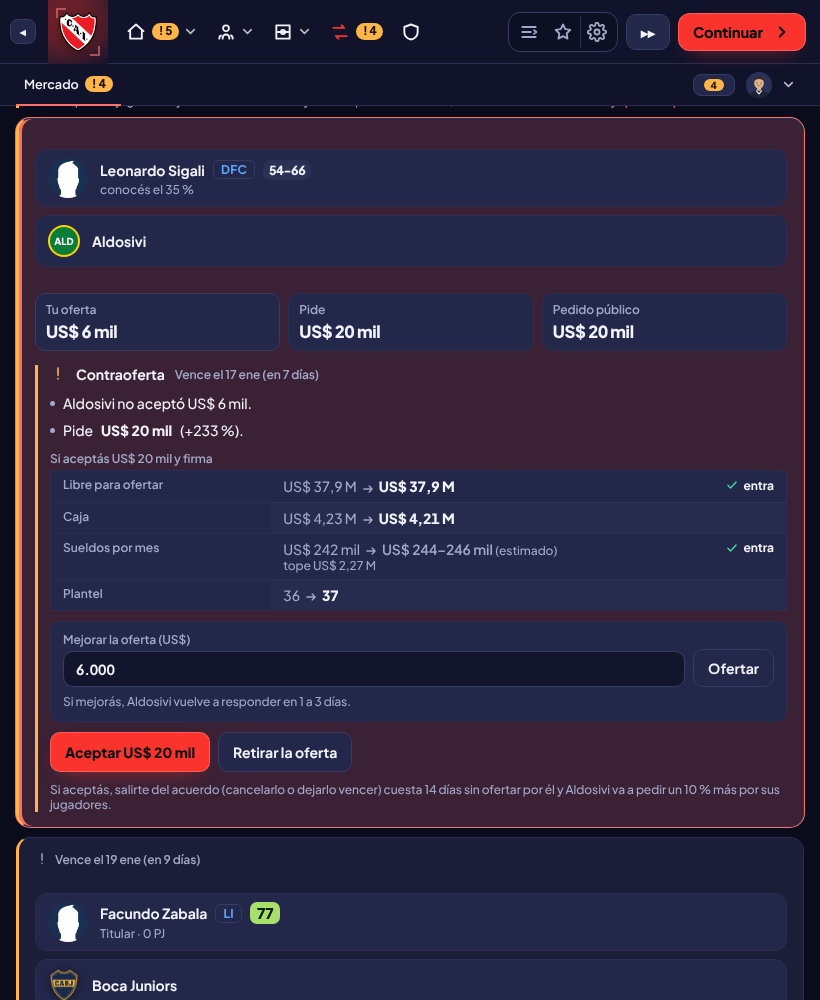 ! 5
! 4
Continuar
Mercado ! 4
4
Leonardo Sigali DFC 54–66
conocés el 35 %
ALD Aldosivi
Tu oferta
US$ 6 mil
Pide
US$ 20 mil
Pedido público
US$ 20 mil
! Contraoferta Vence el 17 ene (en 7 días)
• Aldosivi no aceptó US$ 6 mil.
• Pide US$ 20 mil (+233 %).
Si aceptás US$ 20 mil y firma
Libre para ofertar US$ 37,9 M → US$ 37,9 M ✓ entra
Caja US$ 4,23 M → US$ 4,21 M
Sueldos por mes US$ 242 mil → US$ 244–246 mil (estimado) ✓ entra
tope US$ 2,27 M
Plantel 36 → 37
Mejorar la oferta (US$)
6.000 Ofertar
Si mejorás, Aldosivi vuelve a responder en 1 a 3 días.
Aceptar US$ 20 mil Retirar la oferta
Si aceptás, salirte del acuerdo (cancelarlo o dejarlo vencer) cuesta 14 días sin ofertar por él y Aldosivi va a pedir un 10 % más por sus
jugadores.
! Vence el 19 ene (en 9 días)
Facundo Zabala LI 77
Titular · 0 PJ
Boca Juniors